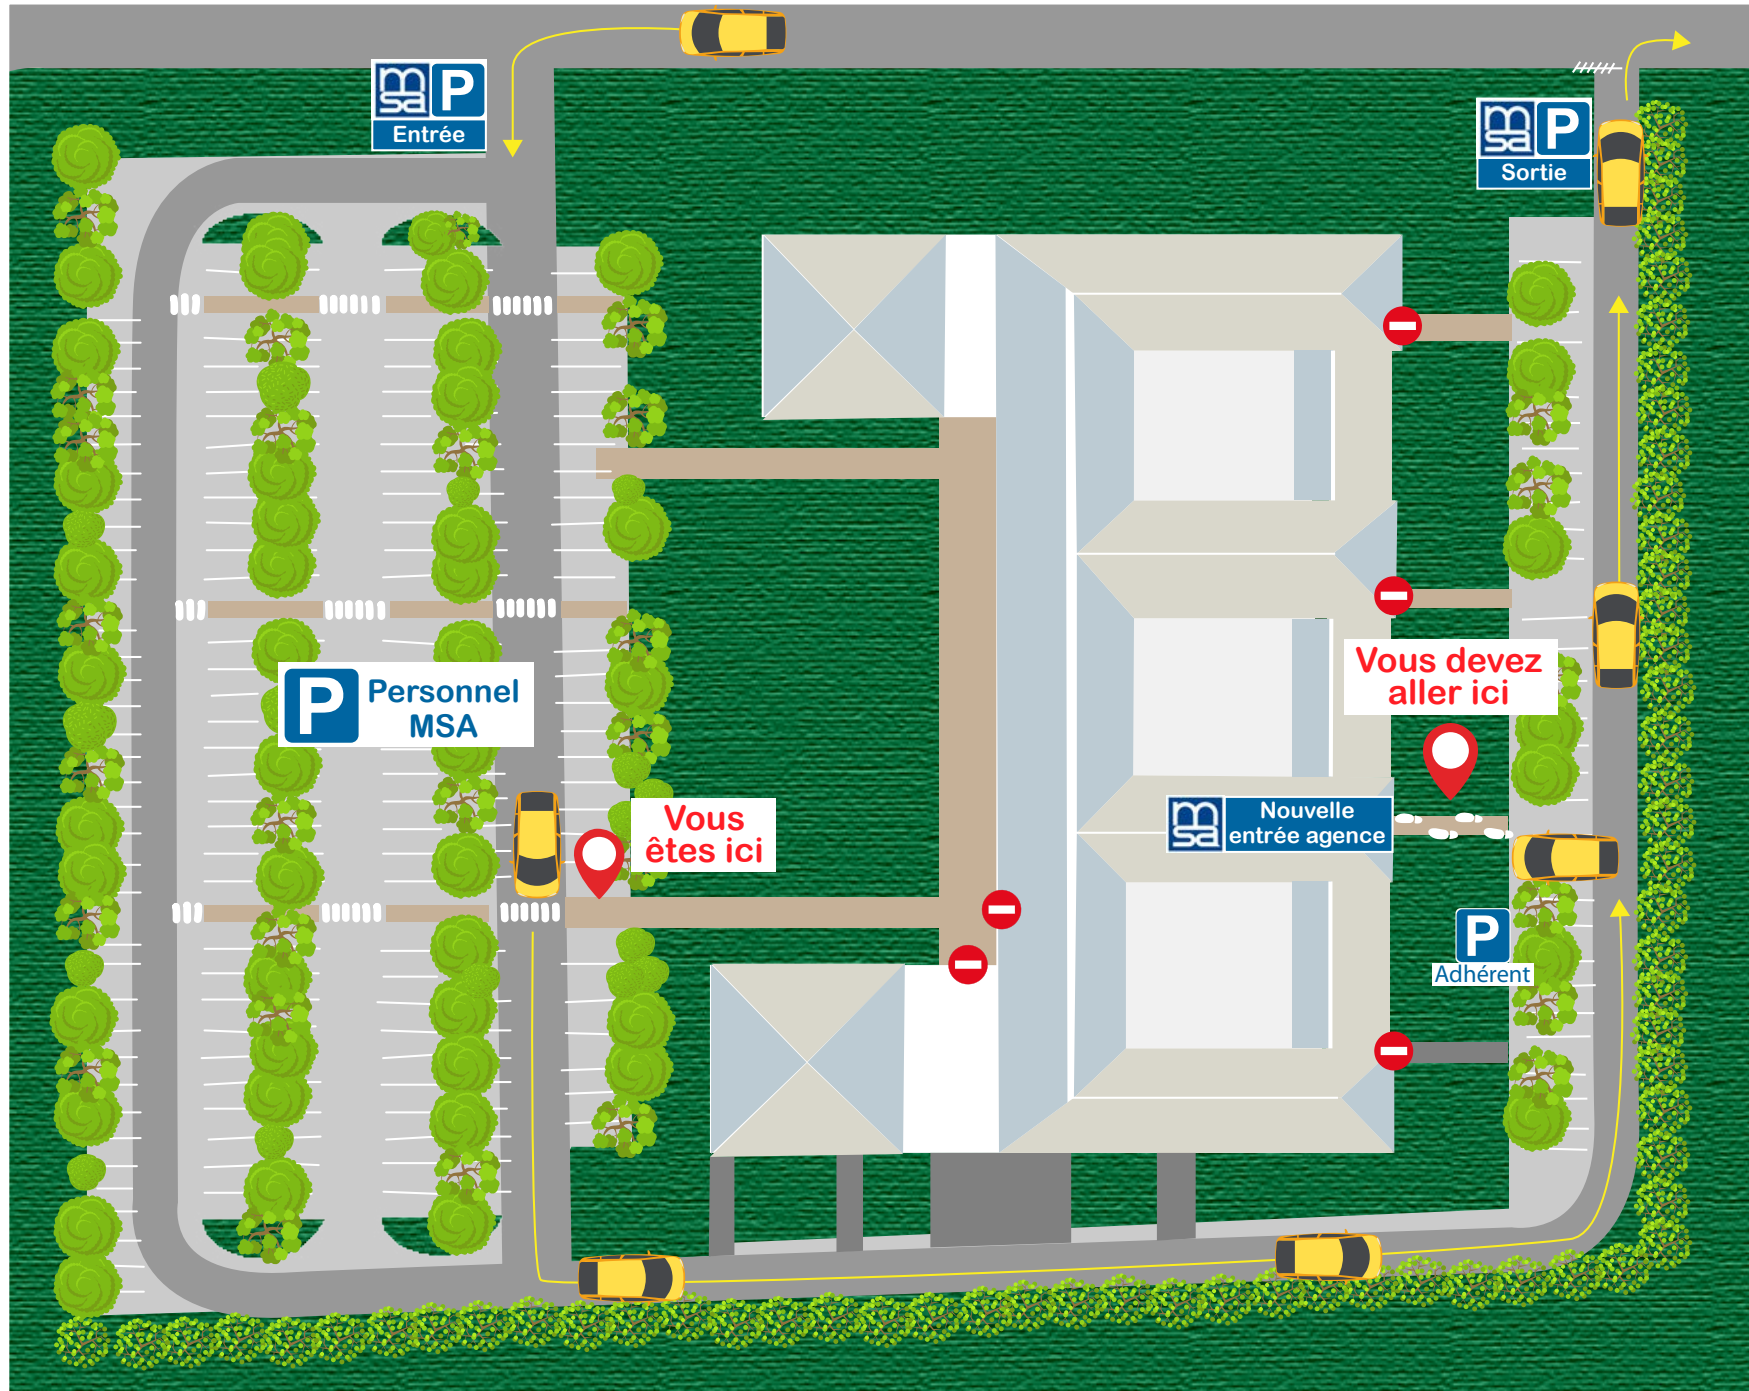 msa P
Entrée
msa P
Sortie
P Personnel
MSA
Vous devez
aller ici
Vous
êtes ici
msa Nouvelle
entrée agence
P
Adhérent